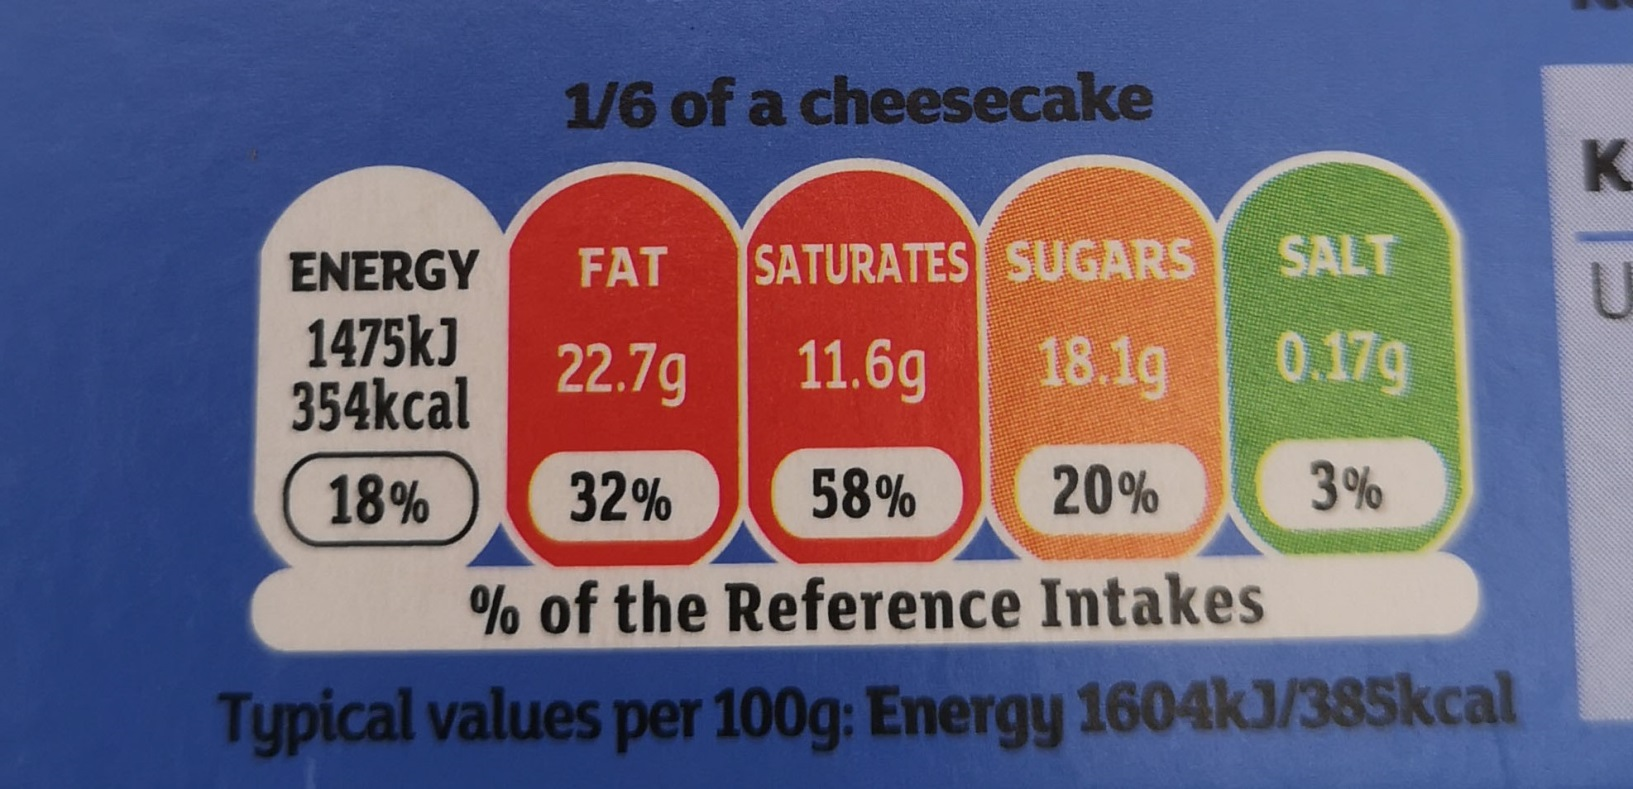 1/6 of a cheesecake
ENERGY
1475kJ
354kcal
18%
FAT
22.7g
32%
SATURATES
11.6g
58%
SUGARS
18.1g
20%
SALT
0.17g
3%
% of the Reference Intakes
Typical values per 100g: Energy 1604kJ/385kcal
K
U